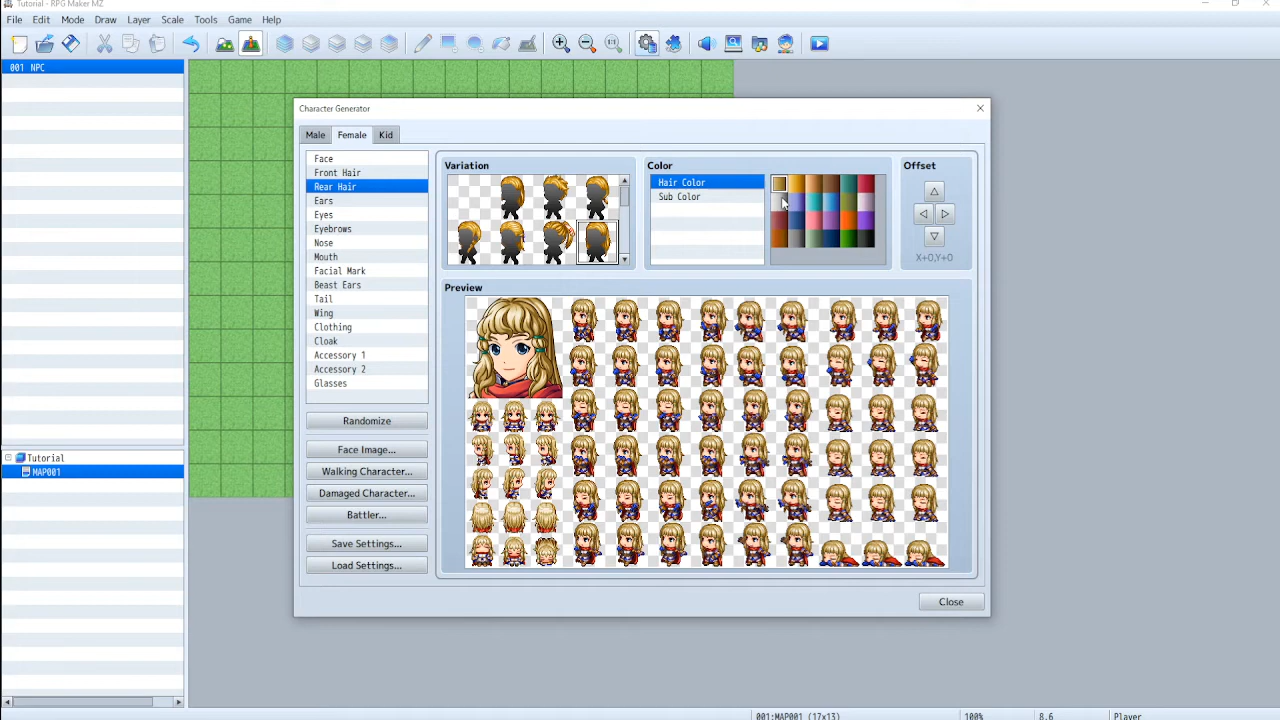 Tutorial - RPG Maker MZ
File Edit Mode Draw Layer Scale Tools Game Help
001 NPC
Character Generator
Male Female Kid
Face
Front Hair
Rear Hair
Ears
Eyes
Eyebrows
Nose
Mouth
Facial Mark
Beast Ears
Tail
Wing
Clothing
Cloak
Accessory 1
Accessory 2
Glasses
Randomize
Face Image...
Walking Character...
Damaged Character...
Battler...
Save Settings...
Load Settings...
Variation
Color
Hair Color
Sub Color
Offset
X+0,Y+0
Preview
Close
Tutorial
MAP001
001:MAP001 (17x13) 100% 8,6 Player